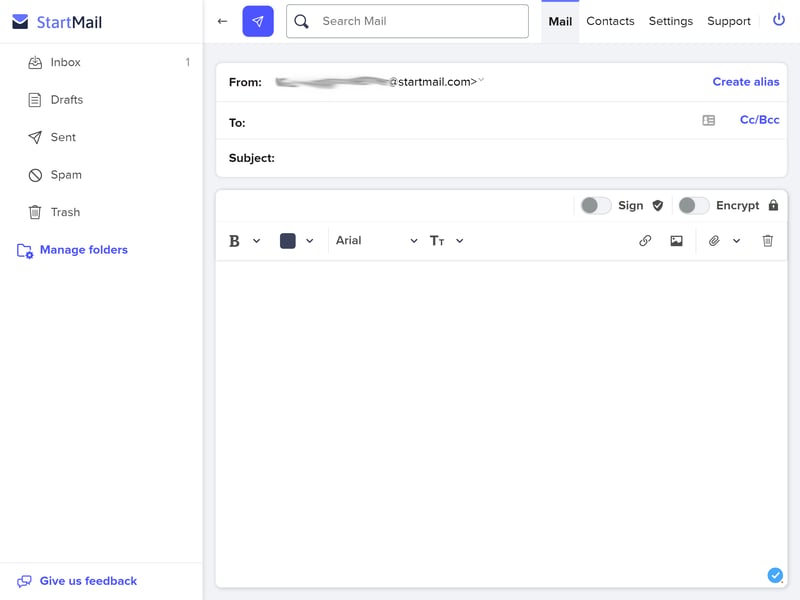 StartMail
Search Mail
Mail Contacts Settings Support
Inbox 1
Drafts
Sent
Spam
Trash
Manage folders
From: @startmail.com> Create alias
To: Cc/Bcc
Subject:
Sign Encrypt
B Arial TT
Give us feedback